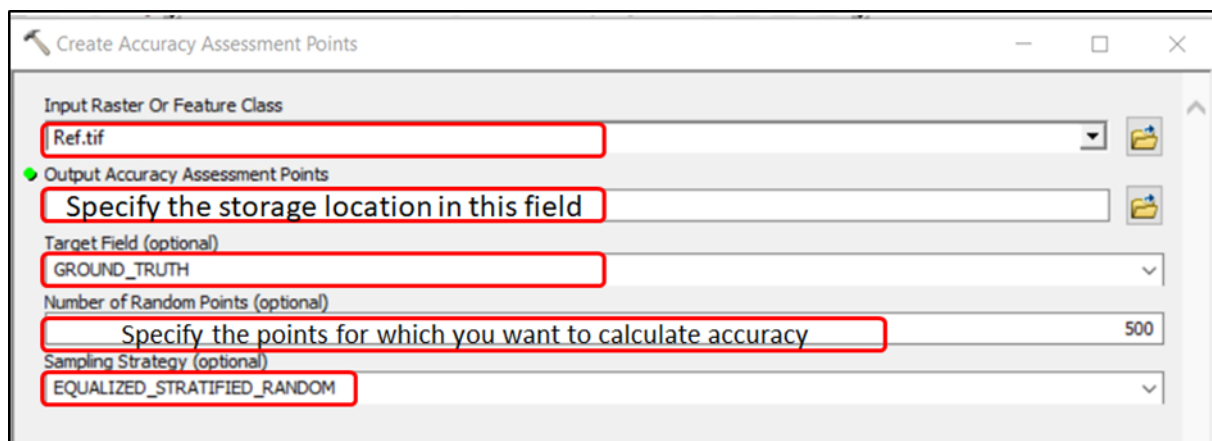 Create Accuracy Assessment Points
Input Raster Or Feature Class
Ref.tif
Output Accuracy Assessment Points
Specify the storage location in this field
Target Field (optional)
GROUND_TRUTH
Number of Random Points (optional)
Specify the points for which you want to calculate accuracy 500
Sampling Strategy (optional)
EQUALIZED_STRATIFIED_RANDOM